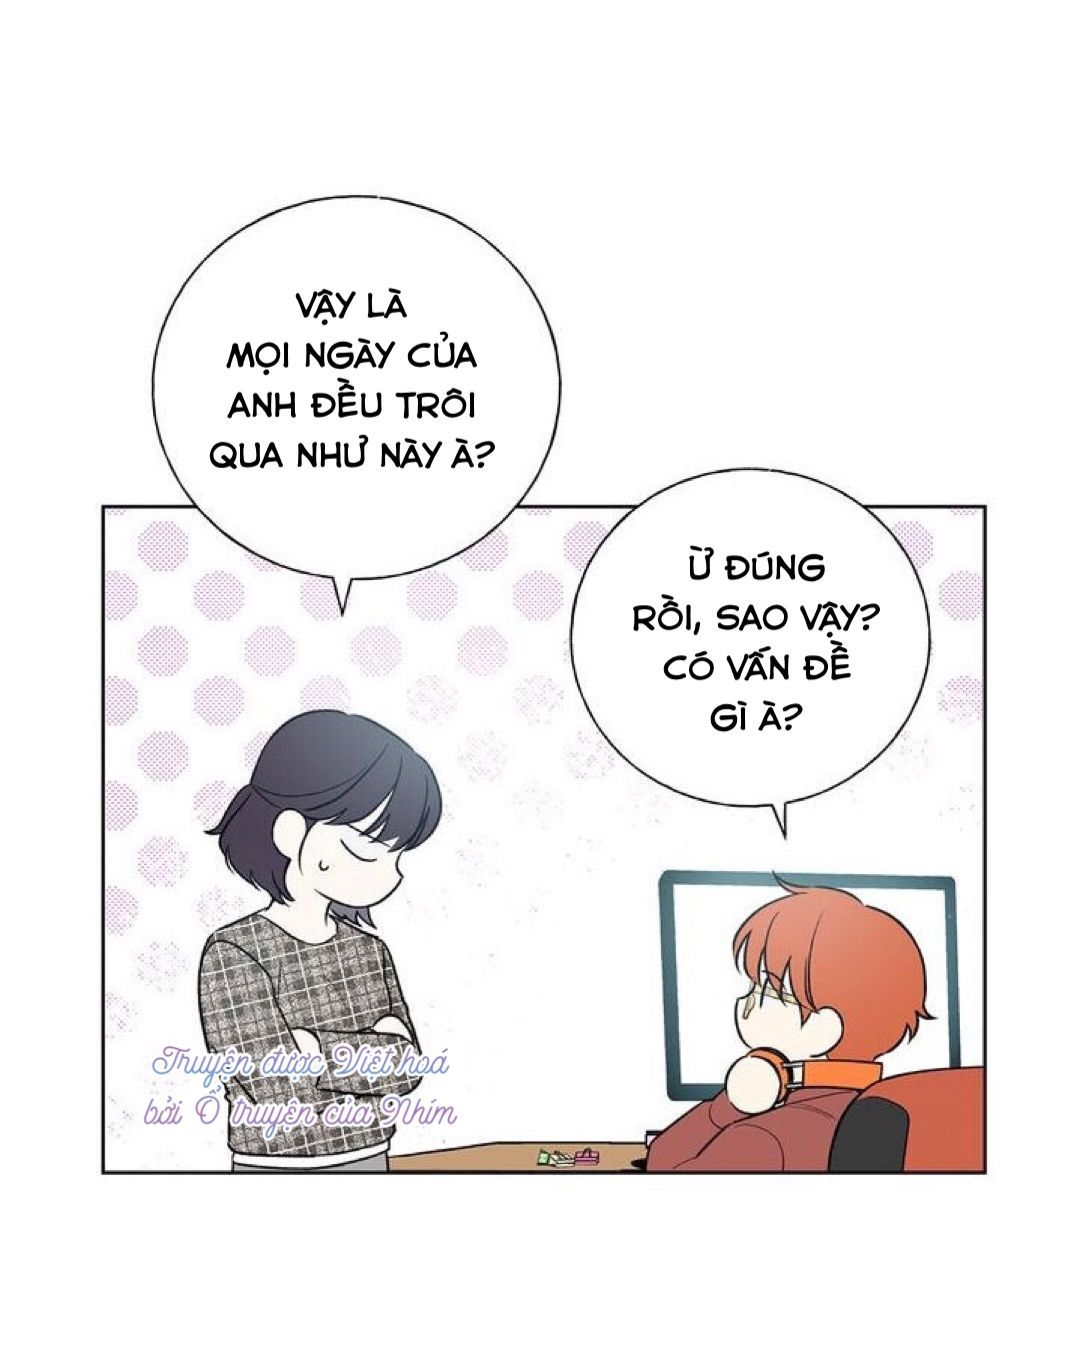 VẬY LÀ
MỌI NGÀY CỦA
ANH ĐỀU TRÔI
QUA NHƯ NÀY À?
Ừ ĐÚNG
RỒI, SAO VẬY?
CÓ VẤN ĐỀ
GÌ À?
Truyện được Việt hoá
bởi Ổ truyện của Nhím